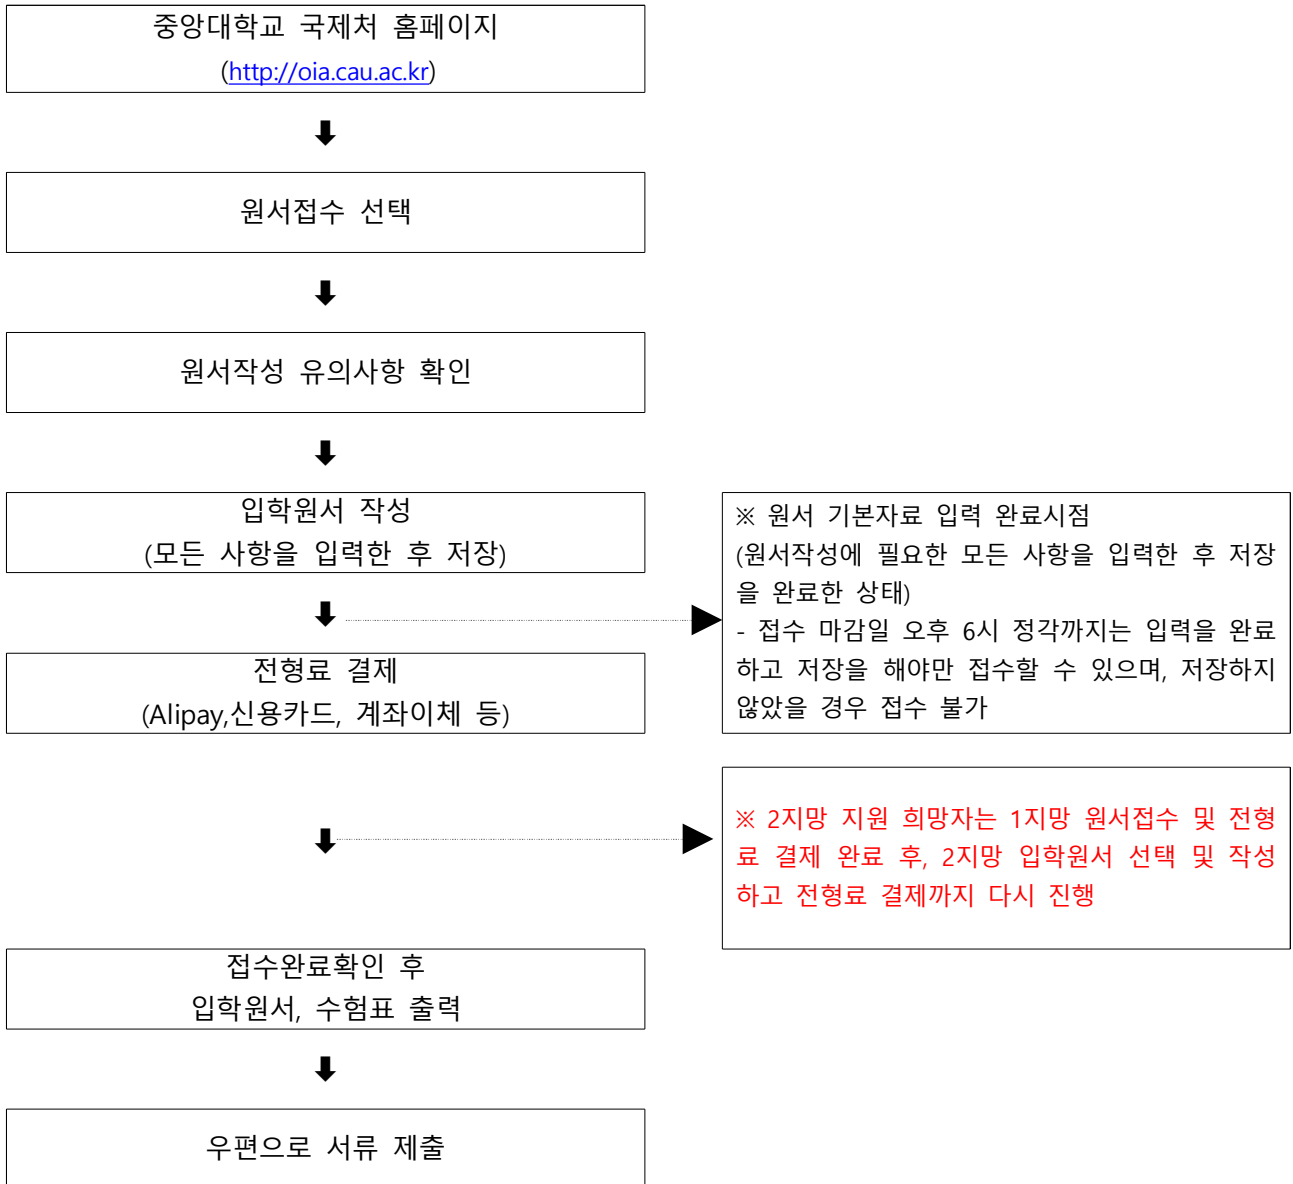 중앙대학교 국제처 홈페이지
(http://oia.cau.ac.kr)
원서접수 선택
원서작성 유의사항 확인
입학원서 작성
(모든 사항을 입력한 후 저장)
※ 원서 기본자료 입력 완료시점
(원서작성에 필요한 모든 사항을 입력한 후 저장
을 완료한 상태)
- 접수 마감일 오후 6시 정각까지는 입력을 완료
하고 저장을 해야만 접수할 수 있으며, 저장하지
않았을 경우 접수 불가
전형료 결제
(Alipay,신용카드, 계좌이체 등)
※ 2지망 지원 희망자는 1지망 원서접수 및 전형
료 결제 완료 후, 2지망 입학원서 선택 및 작성
하고 전형료 결제까지 다시 진행
접수완료확인 후
입학원서, 수험표 출력
우편으로 서류 제출